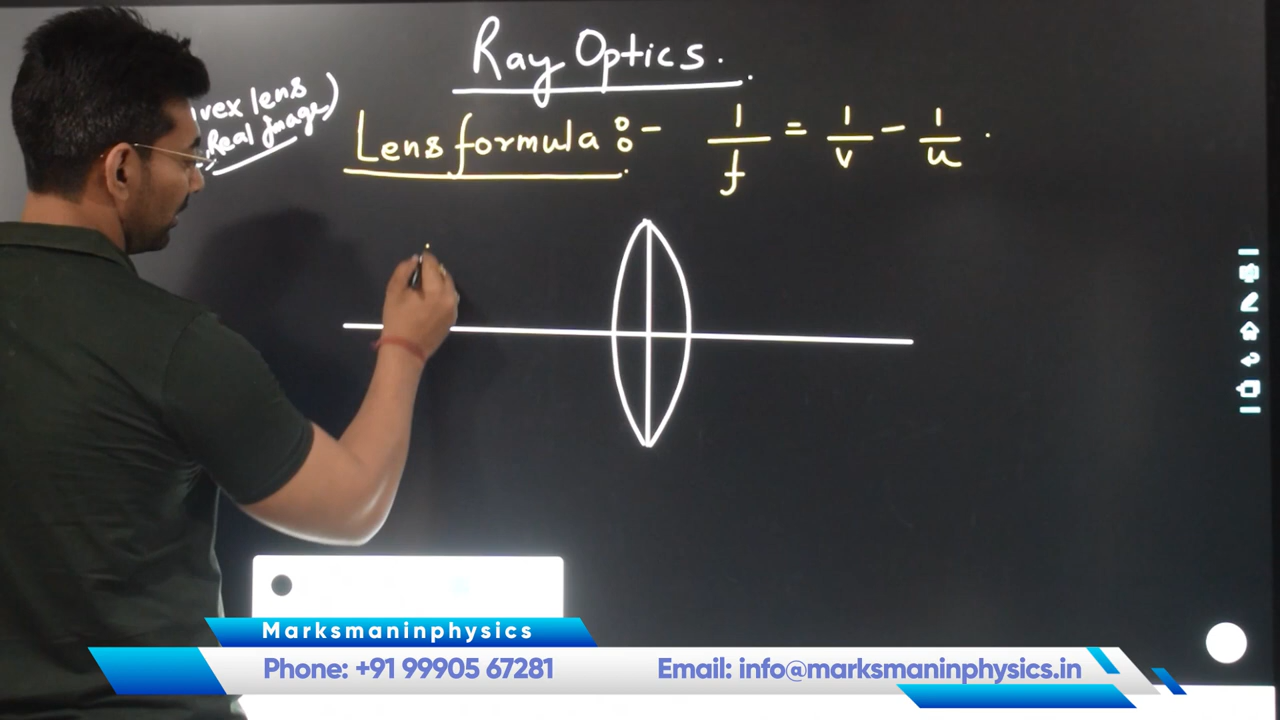 Ray Optics.
lens
Real image)
Lens formula :- 1/f = 1/v - 1/u .
Marksmaninphysics
Phone: +91 99905 67281
Email: info@marksmaninphysics.in